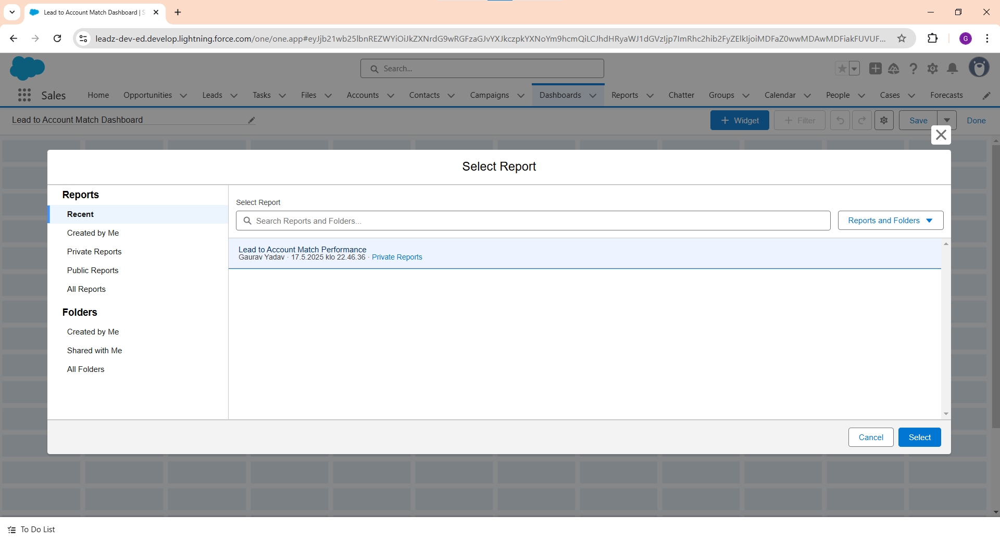 Lead to Account Match Dashboard | S
leadz-dev-ed.develop.lightning.force.com/one/one.app#eyJjb21wb25lbnREZWYiOiJkZXNrdG9wRGFzaGJvYXJkczpkYXNoYm9hcmQiLCJhdHRyaWJ1dGVzIjp7ImRhc2hib2FyZElkIjoiMDFaZ0wwMDAwMDFiakFUVUF...
G
Search...
Sales
Home
Opportunities
Leads
Tasks
Files
Accounts
Contacts
Campaigns
Dashboards
Reports
Chatter
Groups
Calendar
People
Cases
Forecasts
Lead to Account Match Dashboard
+ Widget
+ Filter
Save
Done
Select Report
Reports
Recent
Created by Me
Private Reports
Public Reports
All Reports
Folders
Created by Me
Shared with Me
All Folders
Select Report
Search Reports and Folders...
Reports and Folders
Lead to Account Match Performance
Gaurav Yadav · 17.5.2025 klo 22.46.36 · Private Reports
Cancel
Select
To Do List